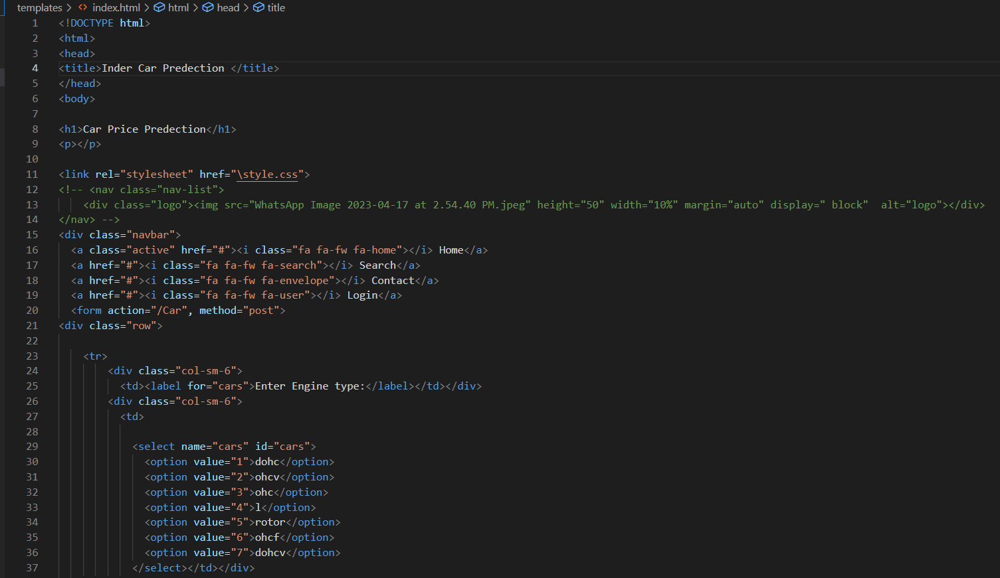 templates > <> index.html > html > head > title
1 <!DOCTYPE html>
2 <html>
3 <head>
4 <title>Inder Car Predection </title>
5 </head>
6 <body>
7
8 <h1>Car Price Predection</h1>
9 <p></p>
10
11 <link rel="stylesheet" href="\style.css">
12 <!-- <nav class="nav-list">
13     <div class="logo"><img src="WhatsApp Image 2023-04-17 at 2.54.40 PM.jpeg" height="50" width="10%" margin="auto" display=" block"  alt="logo"></div>
14 </nav> -->
15 <div class="navbar">
16   <a class="active" href="#"><i class="fa fa-fw fa-home"></i> Home</a>
17   <a href="#"><i class="fa fa-fw fa-search"></i> Search</a>
18   <a href="#"><i class="fa fa-fw fa-envelope"></i> Contact</a>
19   <a href="#"><i class="fa fa-fw fa-user"></i> Login</a>
20   <form action="/Car", method="post">
21 <div class="row">
22
23     <tr>
24         <div class="col-sm-6">
25           <td><label for="cars">Enter Engine type:</label></td></div>
26         <div class="col-sm-6">
27           <td>
28
29             <select name="cars" id="cars">
30               <option value="1">dohc</option>
31               <option value="2">ohcv</option>
32               <option value="3">ohc</option>
33               <option value="4">l</option>
34               <option value="5">rotor</option>
35               <option value="6">ohcf</option>
36               <option value="7">dohcv</option>
37             </select></td></div>